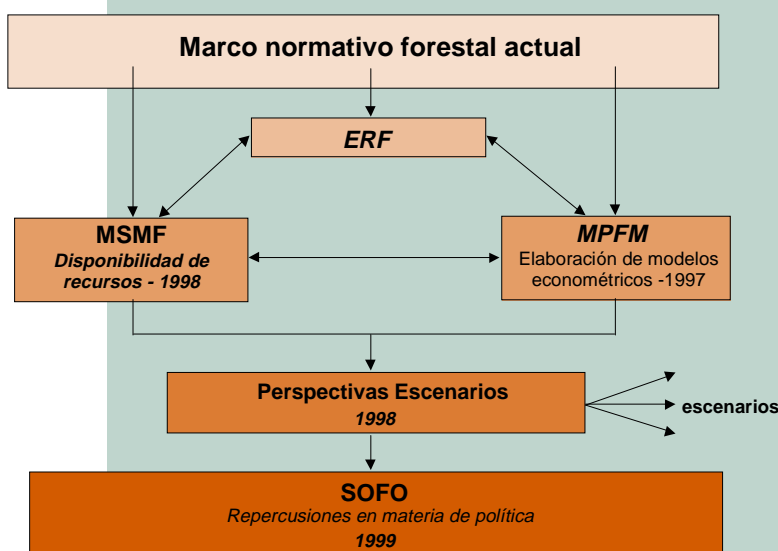 Marco normativo forestal actual
ERF
MSMF
Disponibilidad de
recursos - 1998
MPFM
Elaboración de modelos
econométricos -1997
Perspectivas Escenarios
1998
escenarios
SOFO
Repercusiones en materia de política
1999